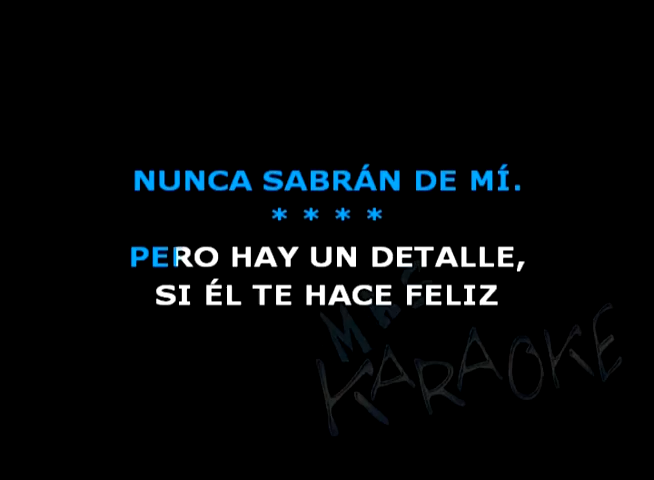 NUNCA SABRÁN DE MÍ.
* * * *
PERO HAY UN DETALLE,
SI ÉL TE HACE FELIZ
KARAOKE